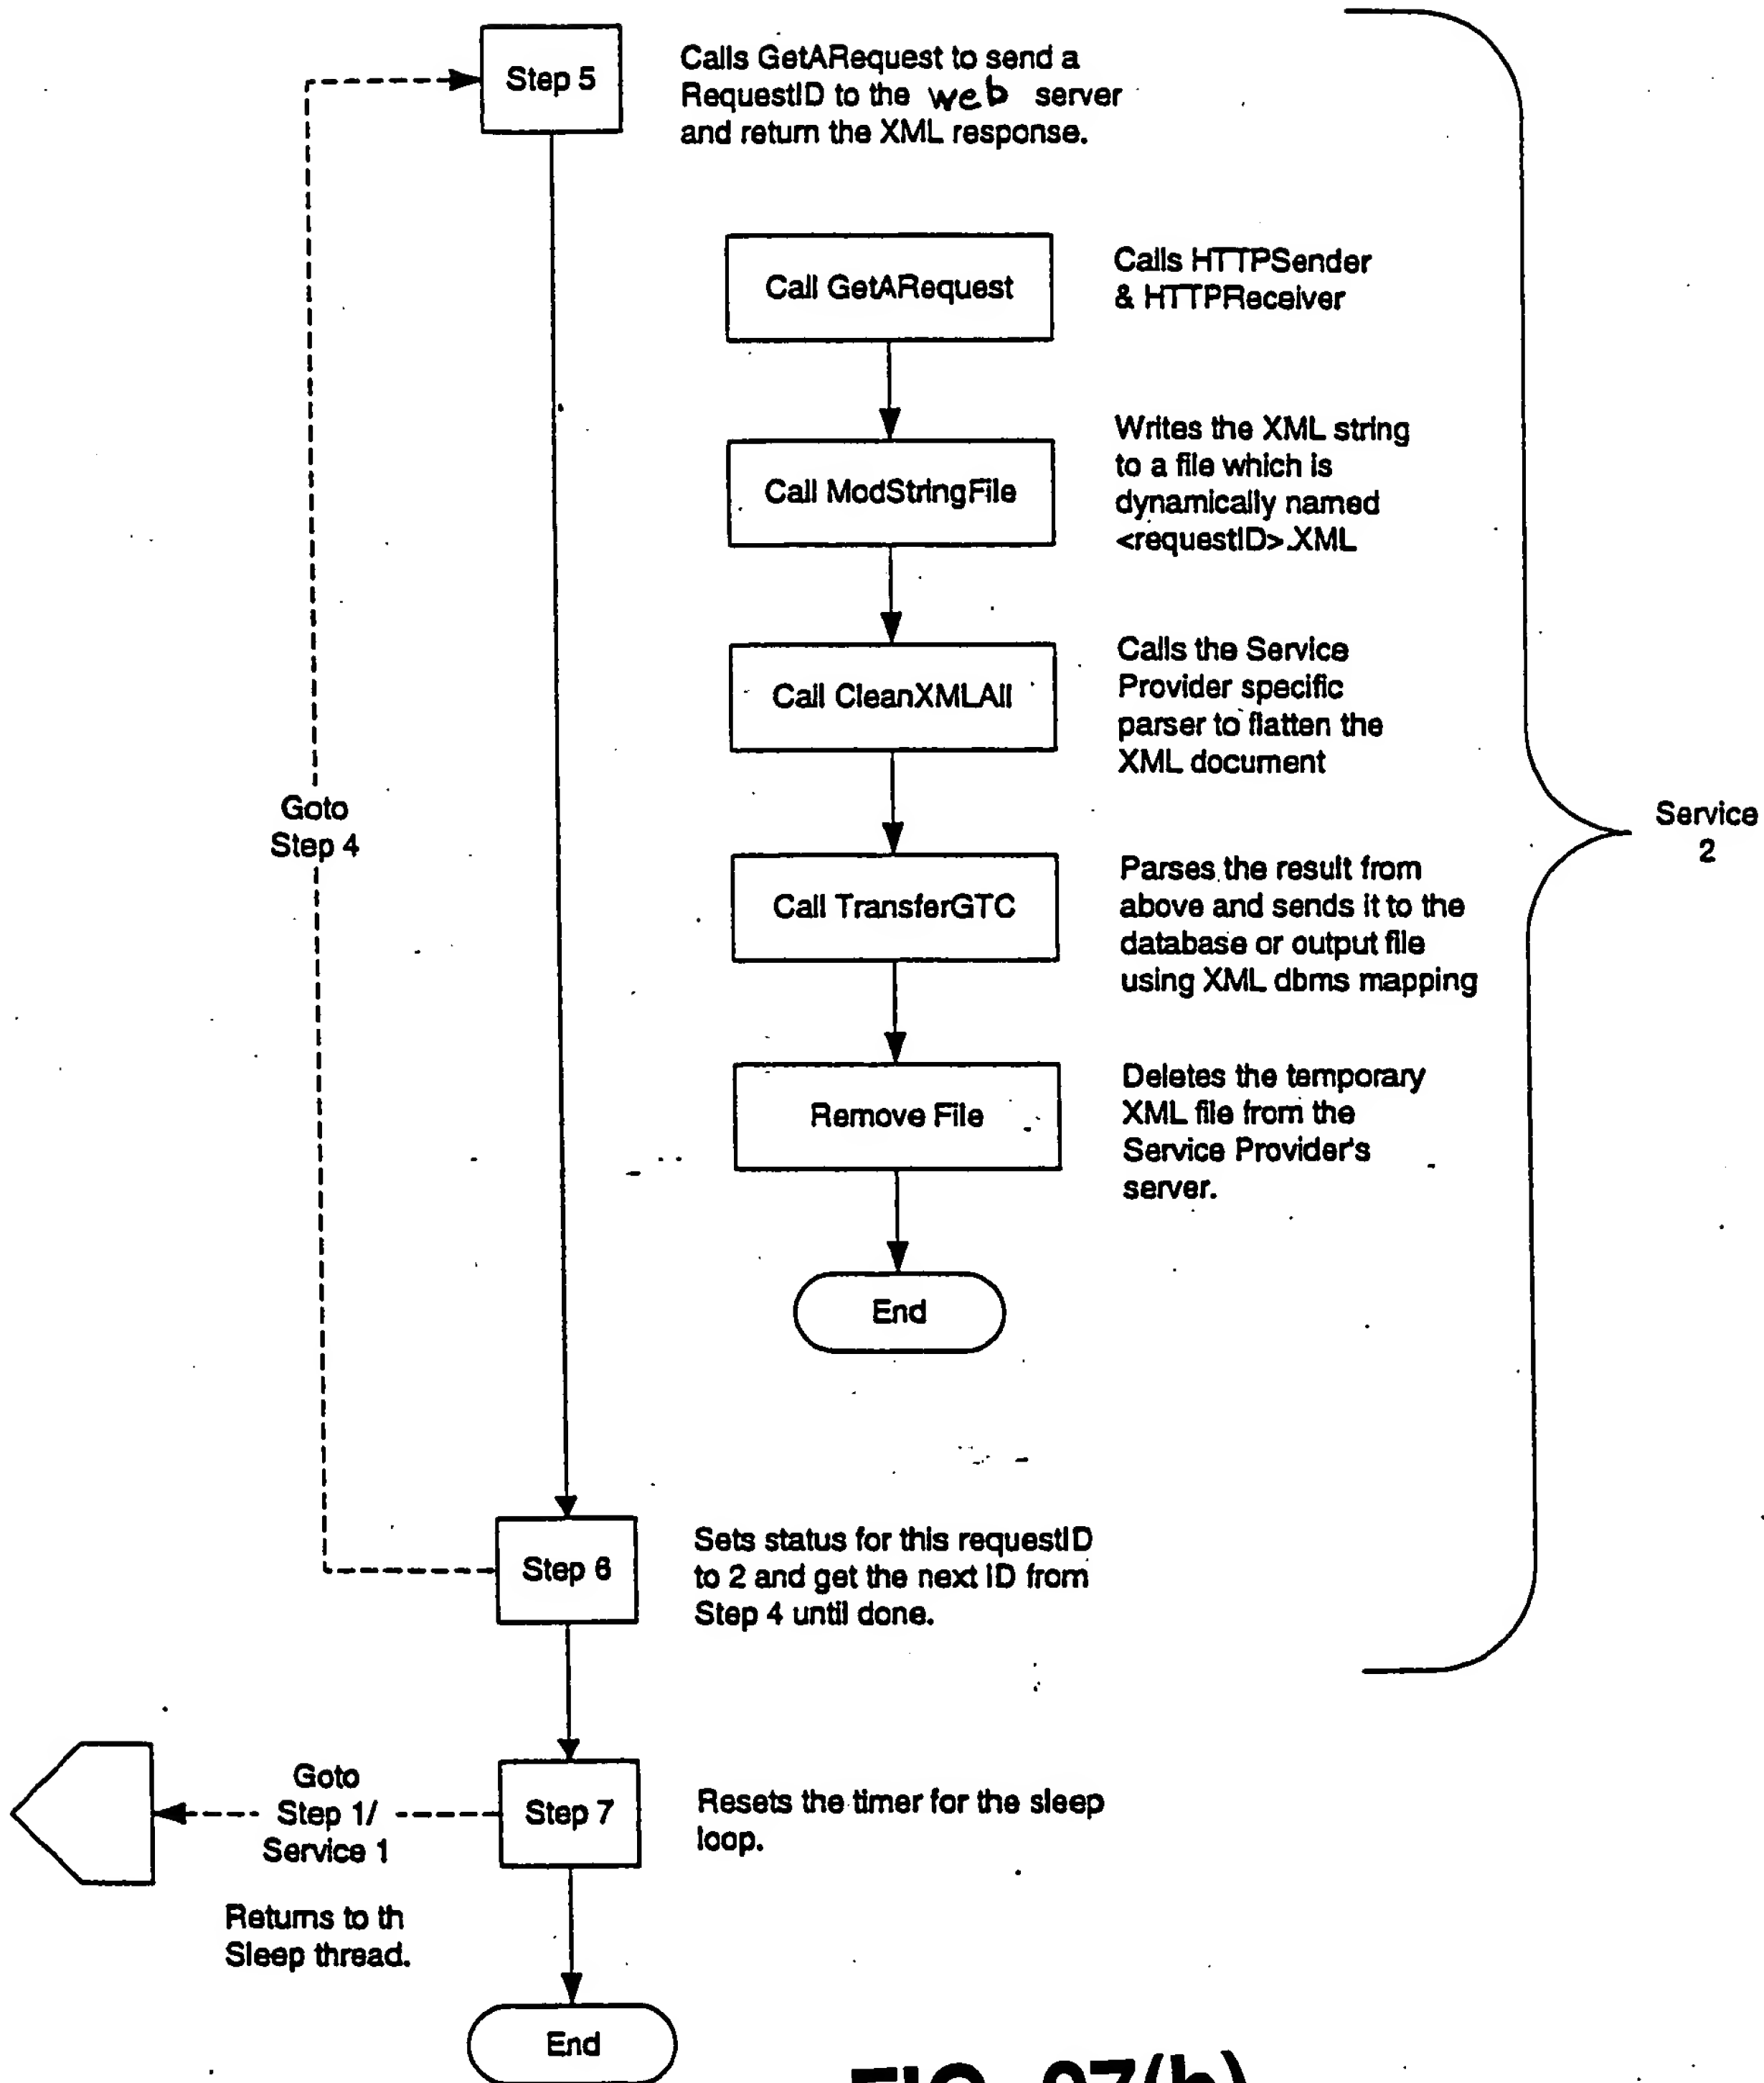 Step 5
Calls GetARequest to send a
RequestID to the web server
and return the XML response.
Call GetARequest
Calls HTTPSender
& HTTPReceiver
Call ModStringFile
Writes the XML string
to a file which is
dynamically named
<requestID>.XML
Call CleanXMLAll
Calls the Service
Provider specific
parser to flatten the
XML document
Goto
Step 4
Service
2
Call TransferGTC
Parses the result from
above and sends it to the
database or output file
using XML dbms mapping
Remove File
Deletes the temporary
XML file from the
Service Provider's
server.
End
Step 6
Sets status for this requestID
to 2 and get the next ID from
Step 4 until done.
Goto
Step 1/
Service 1
Step 7
Resets the timer for the sleep
loop.
Returns to th
Sleep thread.
End
FIG. 27(b)